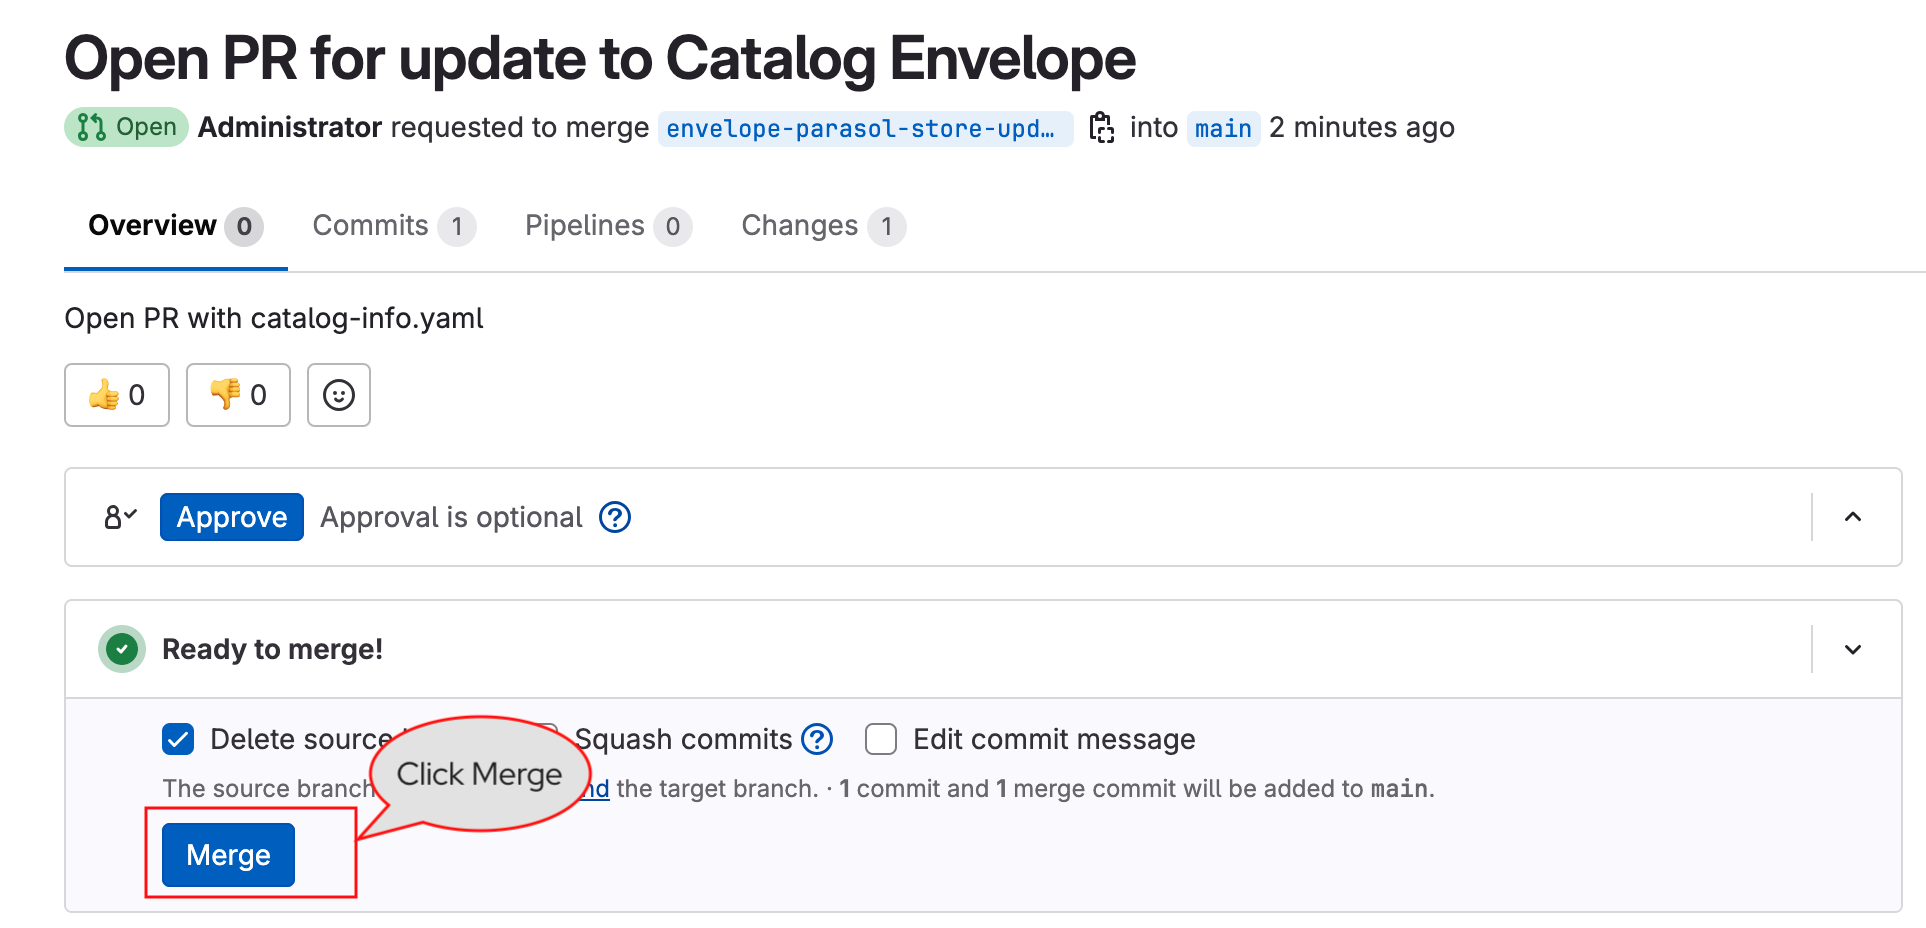 Open PR for update to Catalog Envelope
Open Administrator requested to merge envelope-parasol-store-upd… into main 2 minutes ago
Overview 0 Commits 1 Pipelines 0 Changes 1
Open PR with catalog-info.yaml
0 0
Approve Approval is optional ?
Ready to merge!
Delete source Squash commits ? Edit commit message
Click Merge
The source branch the target branch. · 1 commit and 1 merge commit will be added to main.
Merge